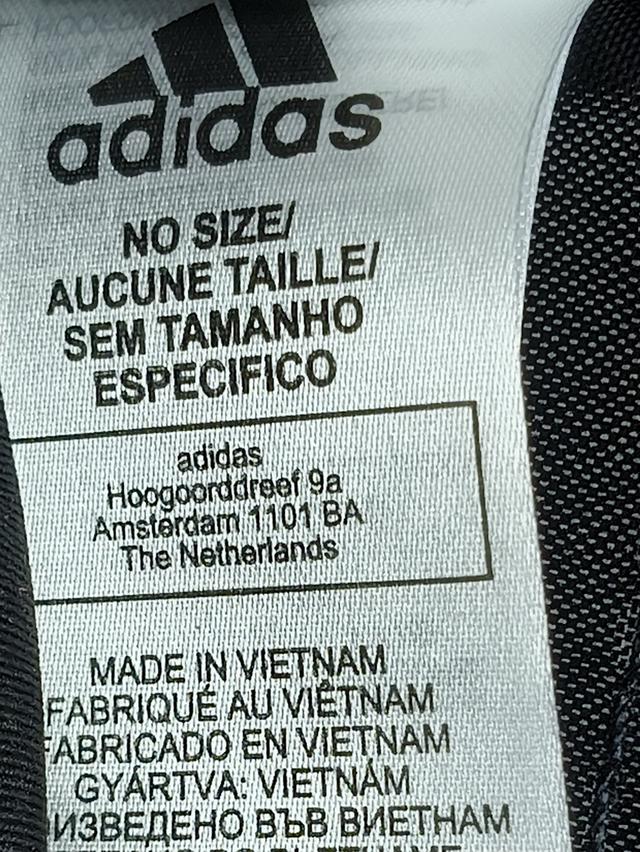 adidas
NO SIZE/
AUCUNE TAILLE/
SEM TAMANHO
ESPECIFICO
adidas
Hoogoorddreef 9a
Amsterdam 1101 BA
The Netherlands
MADE IN VIETNAM
FABRIQUÉ AU VIÊTNAM
FABRICADO EN VIETNAM
GYÁRTVA: VIETNÁM
ИЗВЕДЕНО ВЪВ ВИЕТНАМ